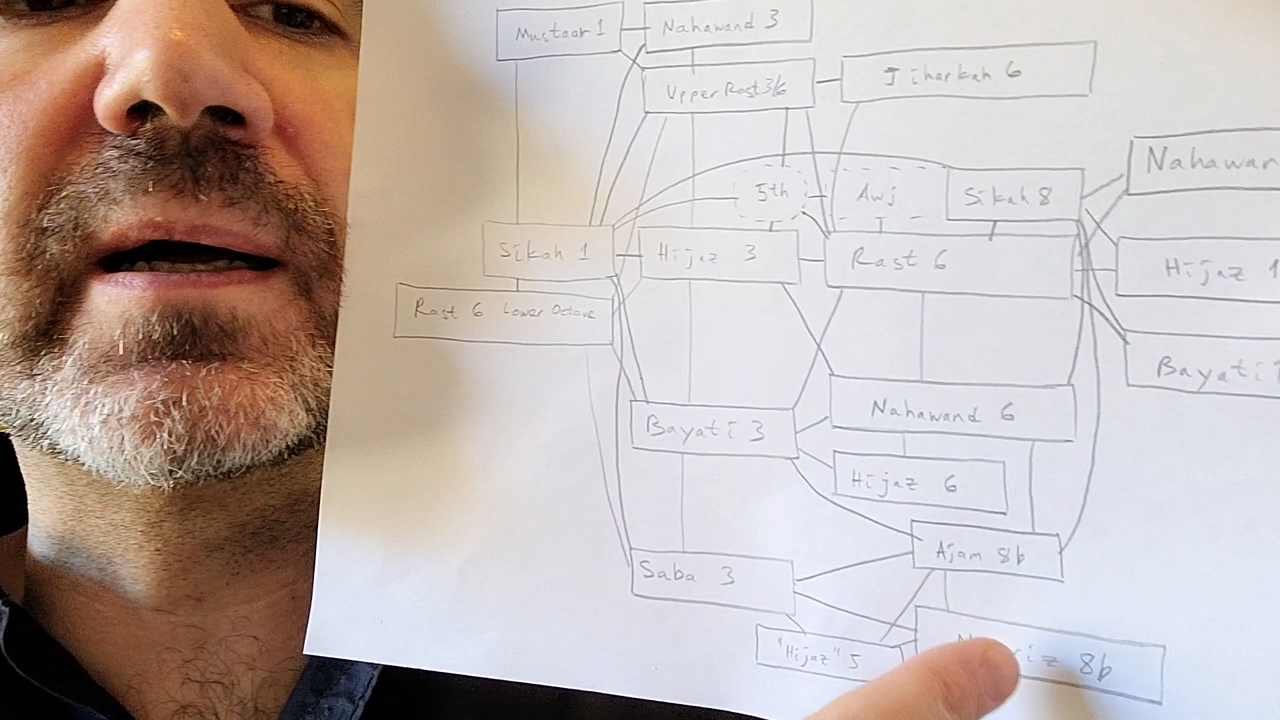 Mustaar 1
Nahawand 3
Upper Rast 3/6
Jiharkah 6
Nahawan
5th
Awj
Sikah 8
Sikah 1
Hijaz 3
Rast 6
Hijaz 1
Rast 6 Lower Octave
Bayati 1
Bayati 3
Nahawand 6
Hijaz 6
Ajam 8b
Saba 3
"Hijaz" 5
8b